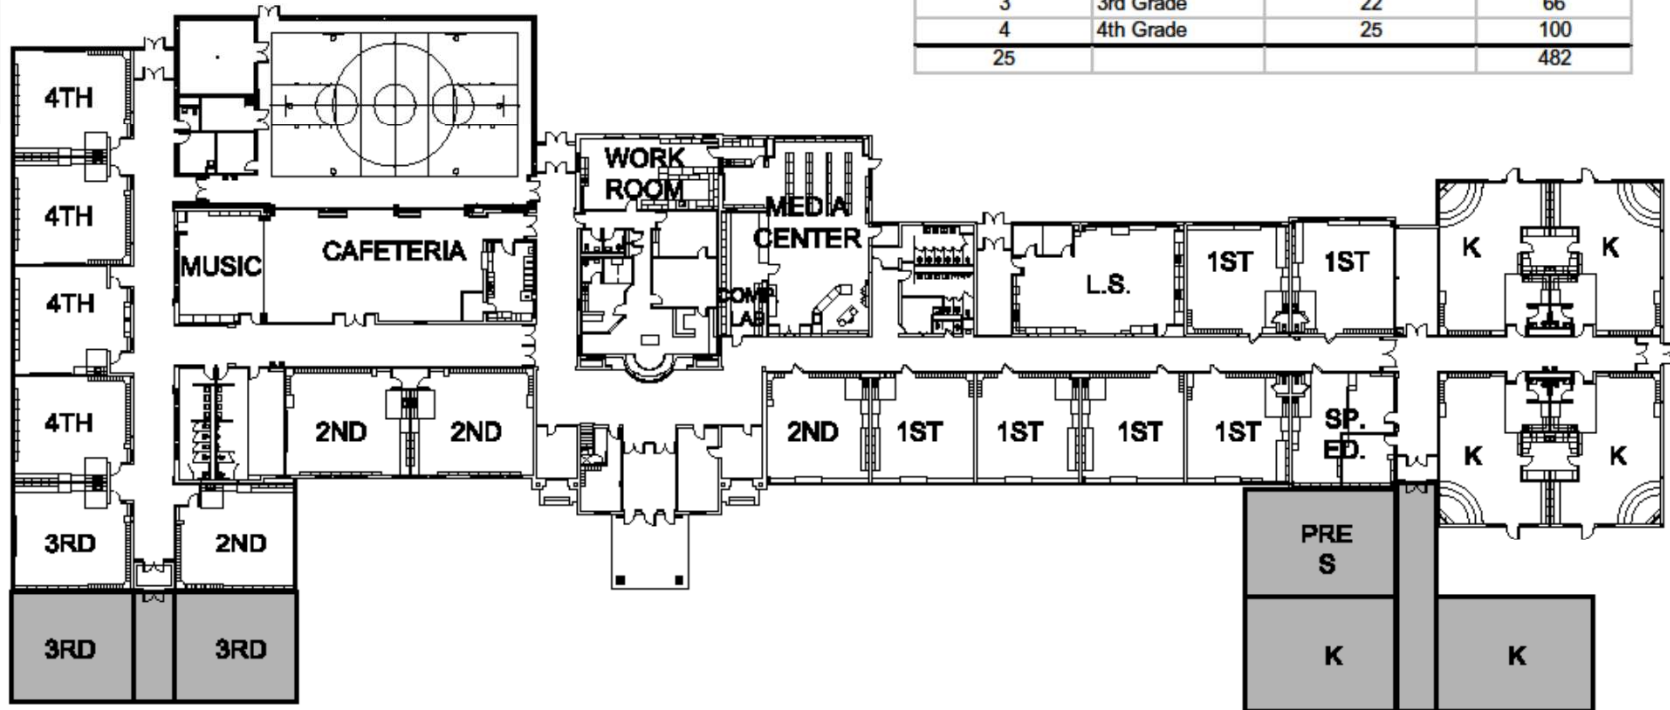 3 3rd Grade 22 66
4 4th Grade 25 100
25 482
4TH
WORK
ROOM
4TH
MEDIA
CENTER
MUSIC
CAFETERIA
K
K
1ST
1ST
L.S.
4TH
COMP
LAB
4TH
2ND
2ND
2ND
1ST
1ST
1ST
1ST
SP.
ED.
K
K
3RD
2ND
PRE
S
3RD
3RD
K
K